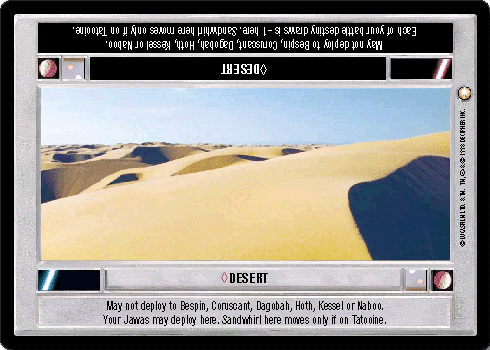 May not deploy to Bespin, Coruscant, Dagobah, Hoth, Kessel or Naboo.
Each of your battle destiny draws is – 1 here. Sandwhirl here moves only if on Tatooine.
◊DESERT
◊DESERT
May not deploy to Bespin, Coruscant, Dagobah, Hoth, Kessel or Naboo.
Your Jawas may deploy here. Sandwhirl here moves only if on Tatooine.